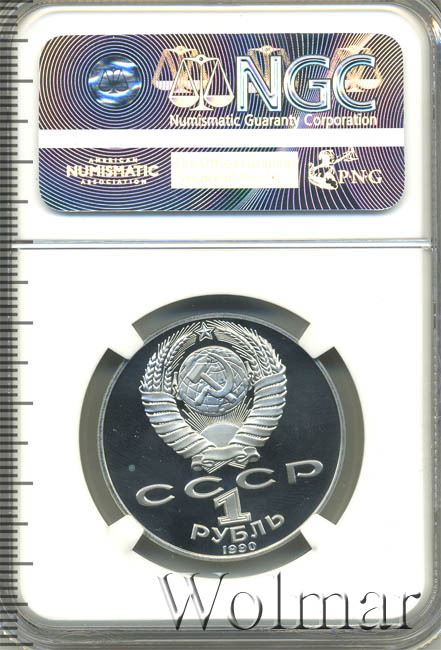 NGC
Numismatic Guaranty Corporation
AMERICAN
NUMISMATIC
ASSOCIATION
PNG
СССР
1
РУБЛЬ
1990
Wolmar